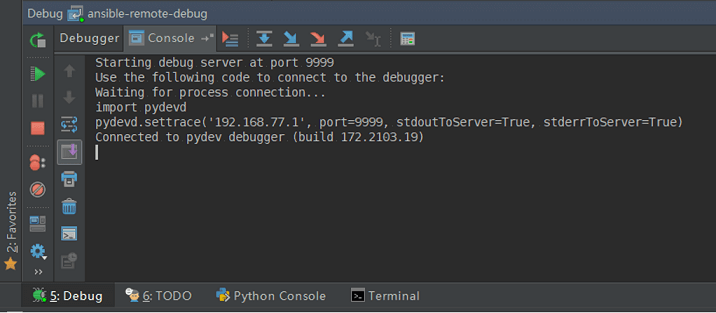 Debug ansible-remote-debug
Debugger Console
Starting debug server at port 9999
Use the following code to connect to the debugger:
Waiting for process connection...
import pydevd
pydevd.settrace('192.168.77.1', port=9999, stdoutToServer=True, stderrToServer=True)
Connected to pydev debugger (build 172.2103.19)
2: Favorites
5: Debug 6: TODO Python Console Terminal